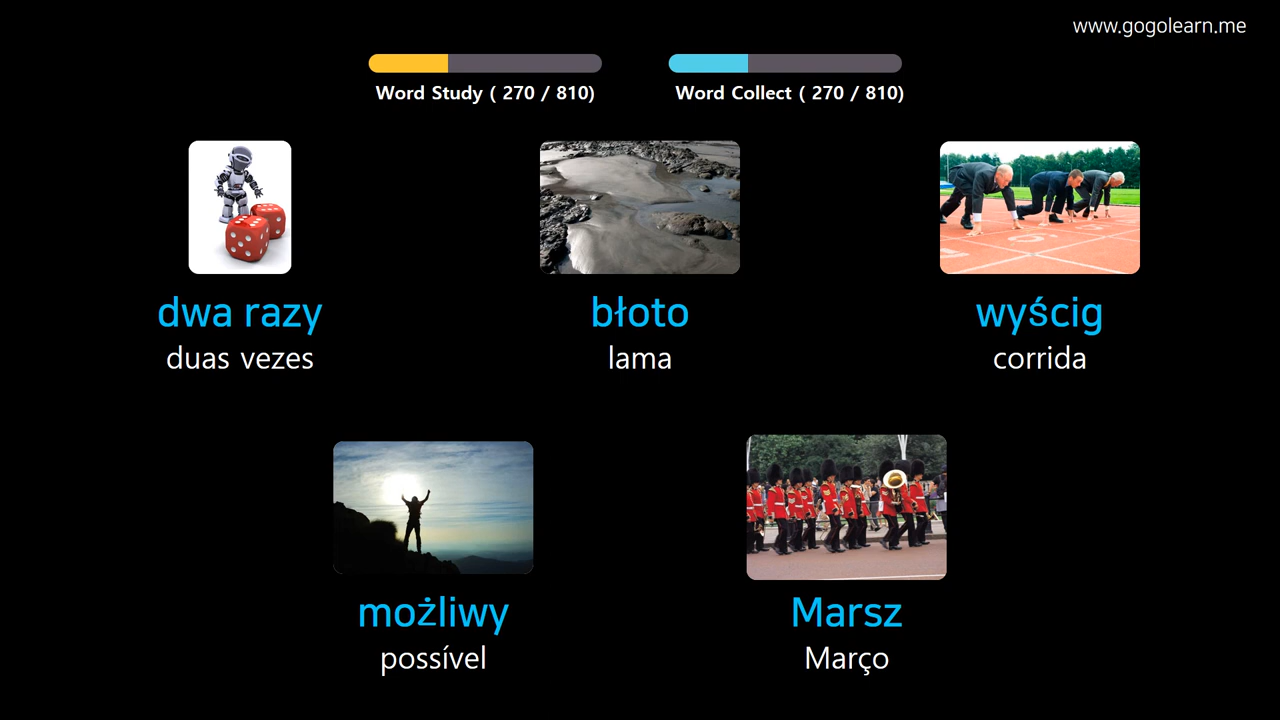 www.gogolearn.me
Word Study ( 270 / 810)
Word Collect ( 270 / 810)
dwa razy
duas vezes
błoto
lama
wyścig
corrida
możliwy
possível
Marsz
Março